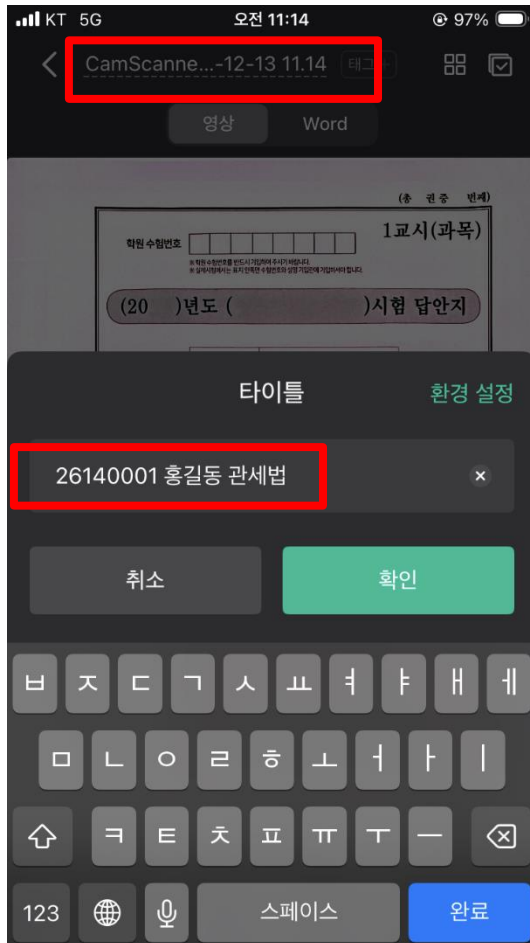 KT 5G 오전 11:14 97%
CamScanne...-12-13 11.14 태그
영상 Word
(총 권중 번째)
1교시(과목)
학원 수험번호
(20 )년도 ( )시험 답안지
타이틀 환경 설정
26140001 홍길동 관세법
취소 확인
ㅂ ㅈ ㄷ ㄱ ㅅ ㅛ ㅕ ㅑ ㅐ ㅔ
ㅁ ㄴ ㅇ ㄹ ㅎ ㅗ ㅓ ㅏ ㅣ
ㅋ ㅌ ㅊ ㅍ ㅠ ㅜ ㅡ
123 스페이스 완료